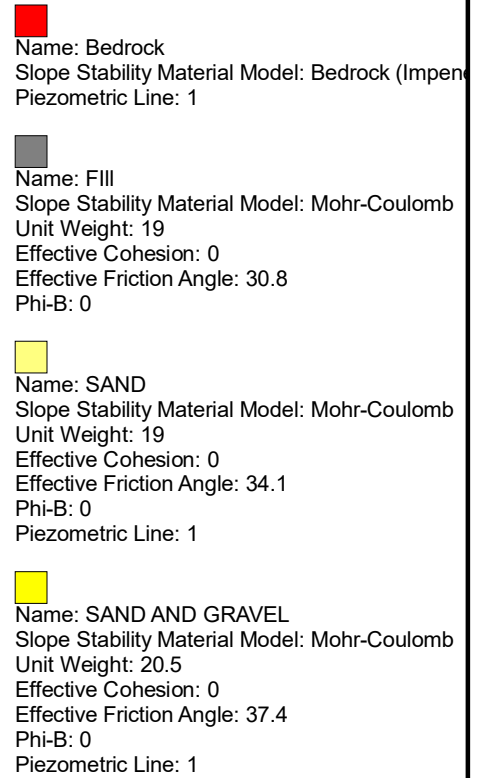 Name: Bedrock
Slope Stability Material Model: Bedrock (Impen
Piezometric Line: 1
Name: FIll
Slope Stability Material Model: Mohr-Coulomb
Unit Weight: 19
Effective Cohesion: 0
Effective Friction Angle: 30.8
Phi-B: 0
Name: SAND
Slope Stability Material Model: Mohr-Coulomb
Unit Weight: 19
Effective Cohesion: 0
Effective Friction Angle: 34.1
Phi-B: 0
Piezometric Line: 1
Name: SAND AND GRAVEL
Slope Stability Material Model: Mohr-Coulomb
Unit Weight: 20.5
Effective Cohesion: 0
Effective Friction Angle: 37.4
Phi-B: 0
Piezometric Line: 1